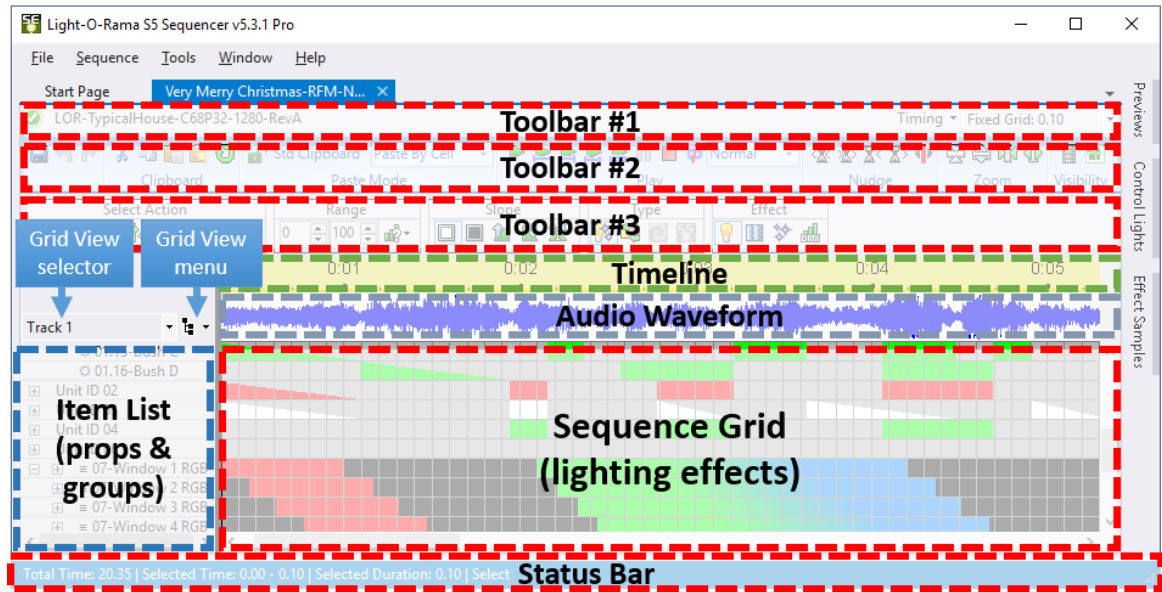 Light-O-Rama S5 Sequencer v5.3.1 Pro
File Sequence Tools Window Help
Start Page Very Merry Christmas-RFM-N...
Previews
Control Lights
Effect Samples
LOR-TypicalHouse-C68P32-1280-RevA Toolbar #1 Timing Fixed Grid: 0.10
Std Clipboard Paste By Cell Toolbar #2 Normal
Clipboard Paste Mode Play Nudge Zoom Visibility
Select Action Range Slope Type Effect
0 100 Toolbar #3
Grid View selector
Grid View menu
0:01 0:02 Timeline 0:04 0:05
Audio Waveform
Track 1
01.15-Bush C
01.16-Bush D
Unit ID 02
Item List
Unit ID 04
(props &
groups)
07-Window 1 RGB
2 RGB
07-Window 3 RGB
07-Window 4 RGB
Sequence Grid
(lighting effects)
Total Time: 20.35 | Selected Time: 0.00 - 0.10 | Selected Duration: 0.10 | Select Status Bar